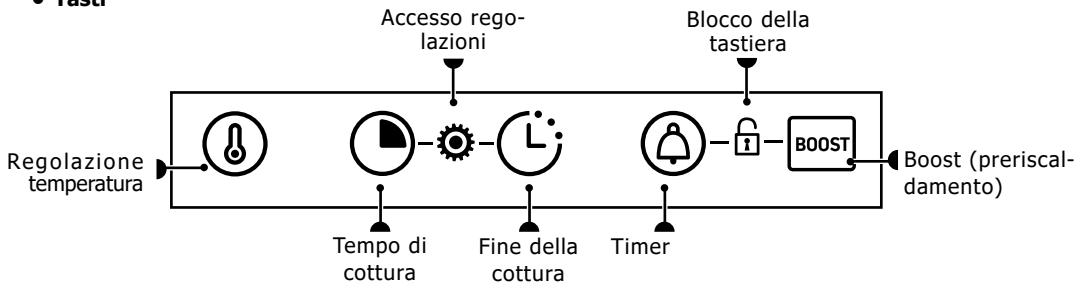 • Tasti
Accesso rego-
lazioni
Blocco della
tastiera
BOOST
Regolazione
temperatura
Boost (preriscal-
damento)
Tempo di
cottura
Fine della
cottura
Timer